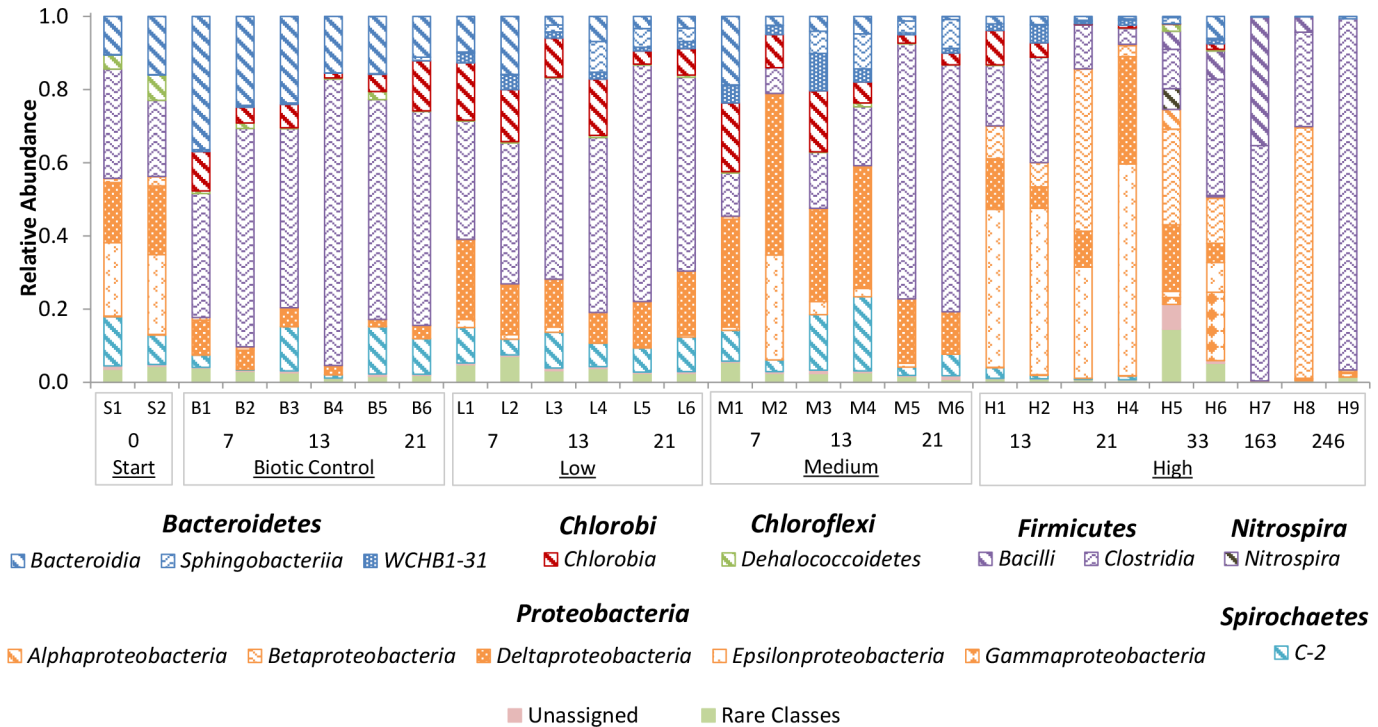 1.0
0.8
0.6
0.4
0.2
0.0
Relative Abundance
S1 S2 B1 B2 B3 B4 B5 B6 L1 L2 L3 L4 L5 L6 M1 M2 M3 M4 M5 M6 H1 H2 H3 H4 H5 H6 H7 H8 H9
0 7 13 21 7 13 21 7 13 21 13 21 33 163 246
Start Biotic Control Low Medium High
Bacteroidetes Chlorobi Chloroflexi Firmicutes Nitrospira
Bacteroidia Sphingobacteriia WCHB1-31 Chlorobia Dehalococcoidetes Bacilli Clostridia Nitrospira
Proteobacteria Spirochaetes
Alphaproteobacteria Betaproteobacteria Deltaproteobacteria Epsilonproteobacteria Gammaproteobacteria C-2
Unassigned Rare Classes